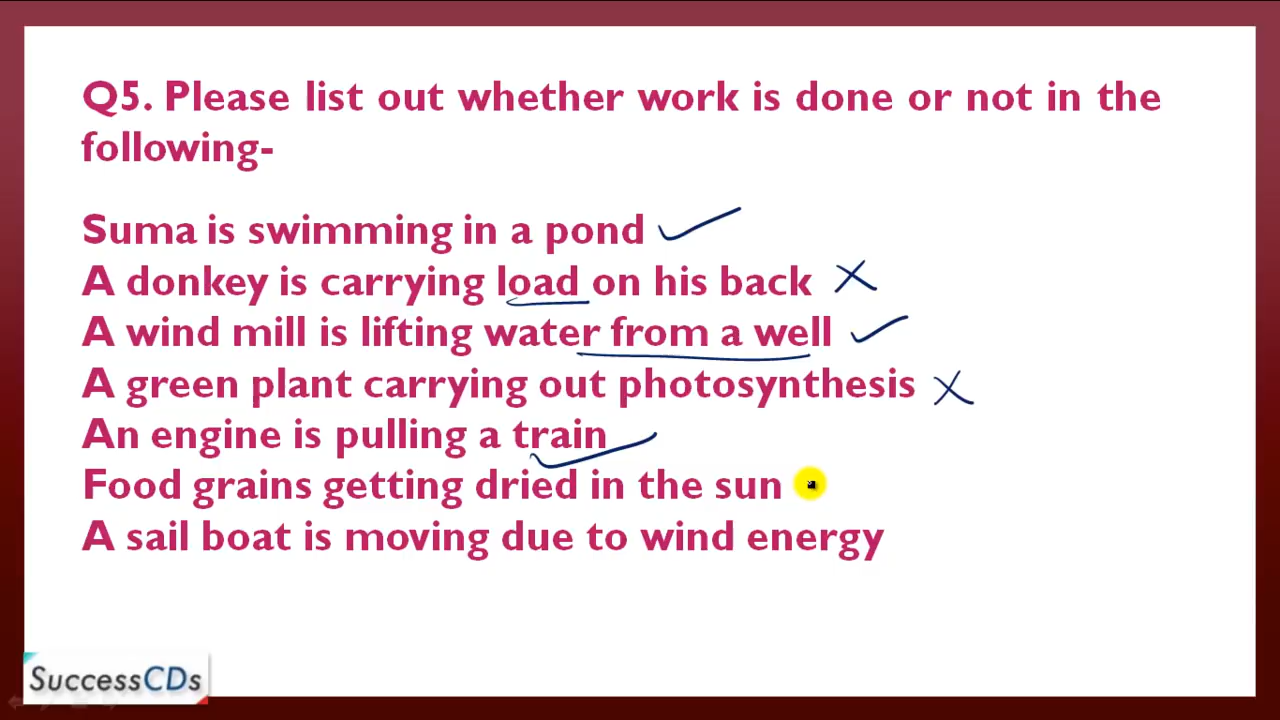 Q5. Please list out whether work is done or not in the
following-
Suma is swimming in a pond
A donkey is carrying load on his back
A wind mill is lifting water from a well
A green plant carrying out photosynthesis
An engine is pulling a train
Food grains getting dried in the sun
A sail boat is moving due to wind energy
SuccessCDs